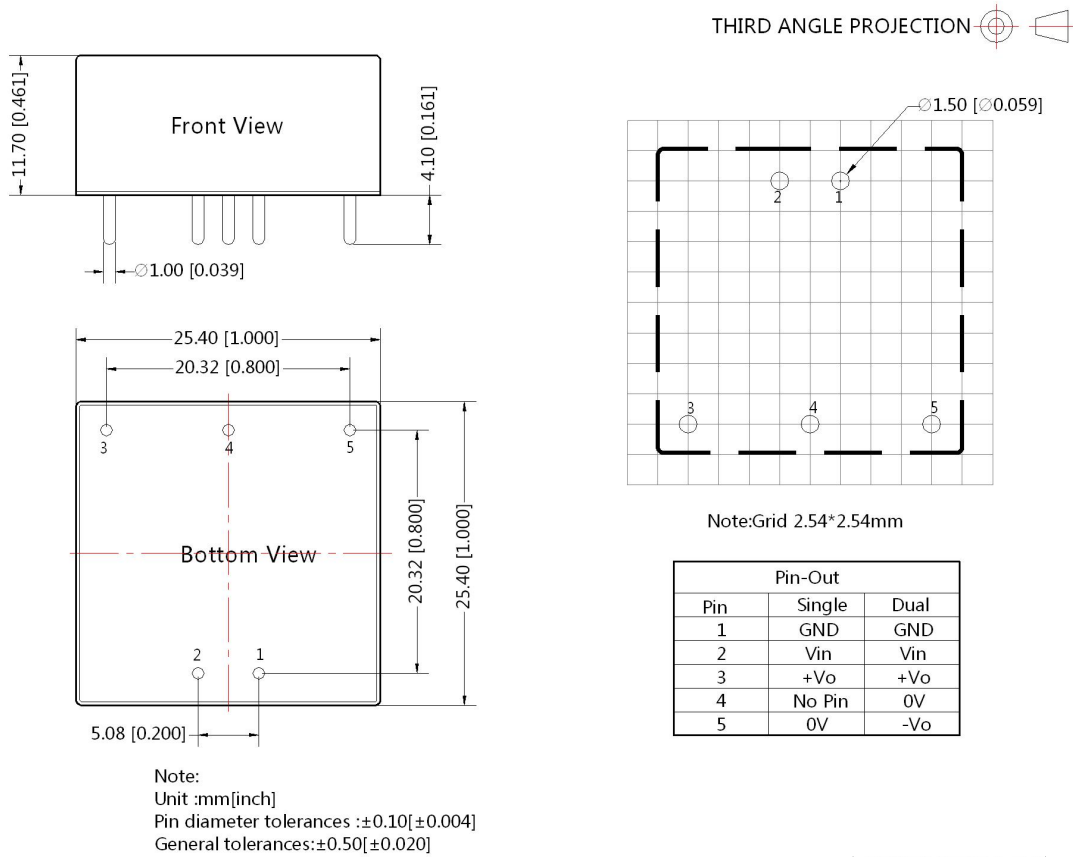 THIRD ANGLE PROJECTION
11.70 [0.461]
Front View
4.10 [0.161]
∅1.00 [0.039]
∅1.50 [∅0.059]
2
1
3
4
5
Note:Grid 2.54*2.54mm
25.40 [1.000]
20.32 [0.800]
3
4
5
Bottom View
20.32 [0.800]
25.40 [1.000]
2
1
5.08 [0.200]
Pin-Out
Pin Single Dual
1 GND GND
2 Vin Vin
3 +Vo +Vo
4 No Pin 0V
5 0V -Vo
Note:
Unit :mm[inch]
Pin diameter tolerances :±0.10[±0.004]
General tolerances:±0.50[±0.020]